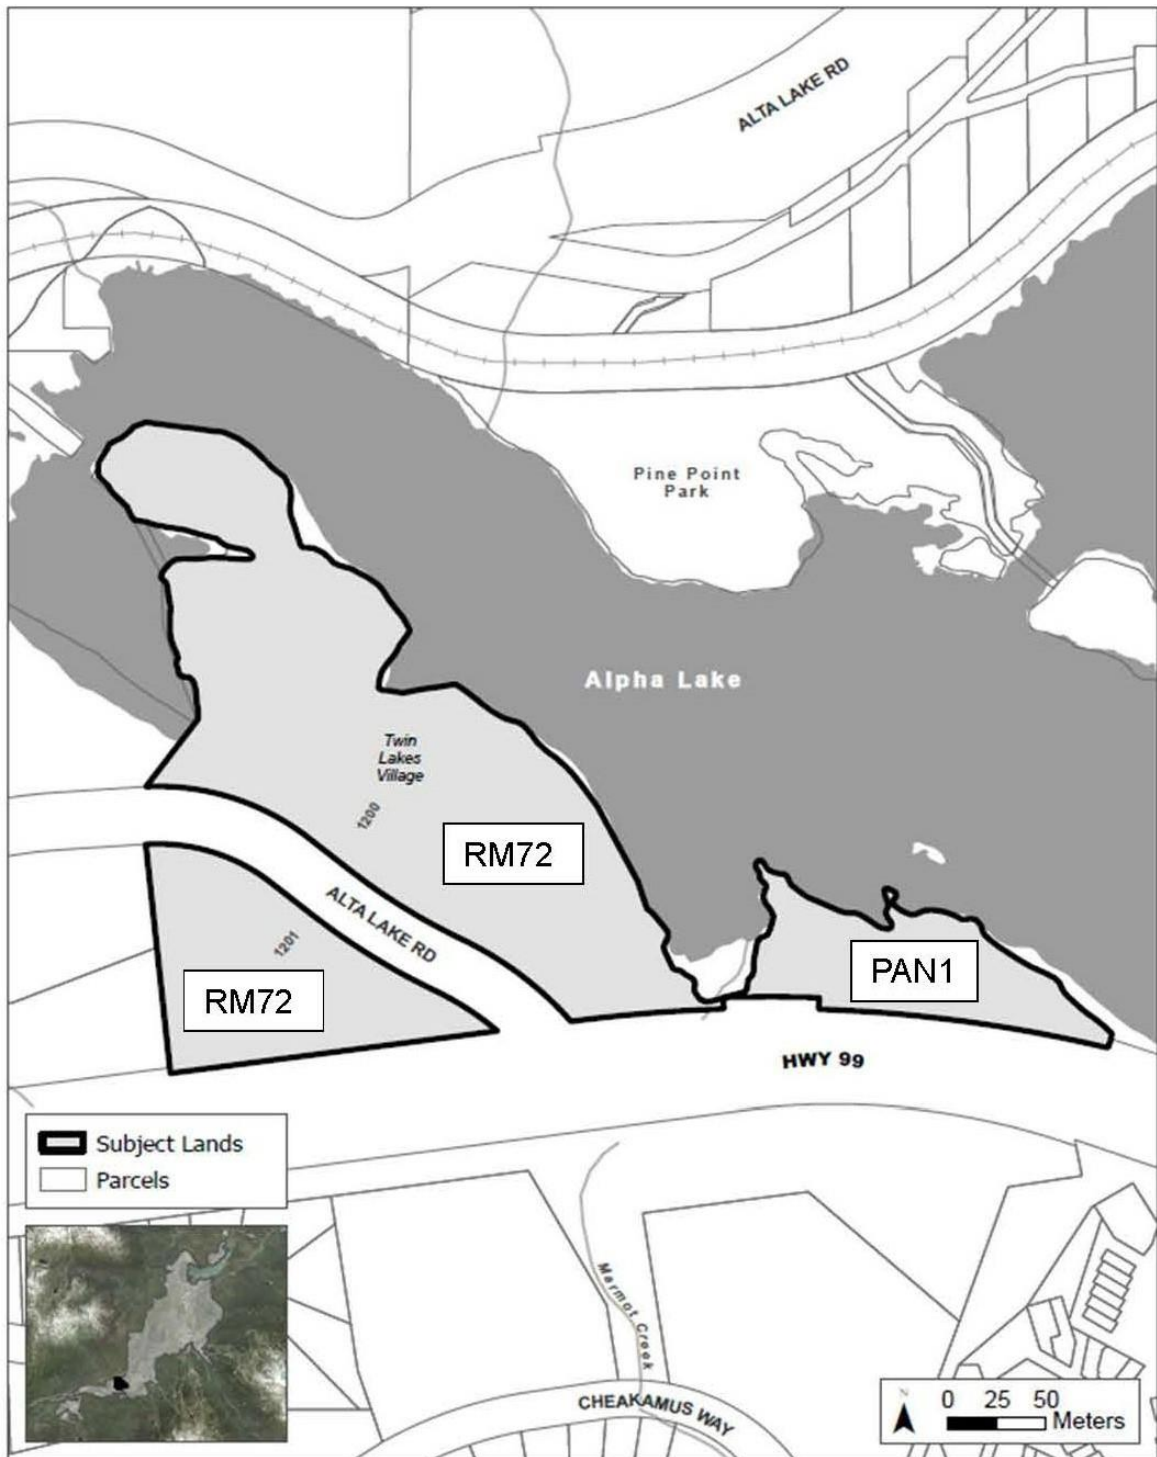 ALTA LAKE RD
Pine Point
Park
Alpha Lake
Twin
Lakes
Village
1200
RM72
ALTA LAKE RD
1201
RM72
PAN1
HWY 99
Subject Lands
Parcels
Marmot Creek
CHEAKAMUS WAY
N
0 25 50
Meters